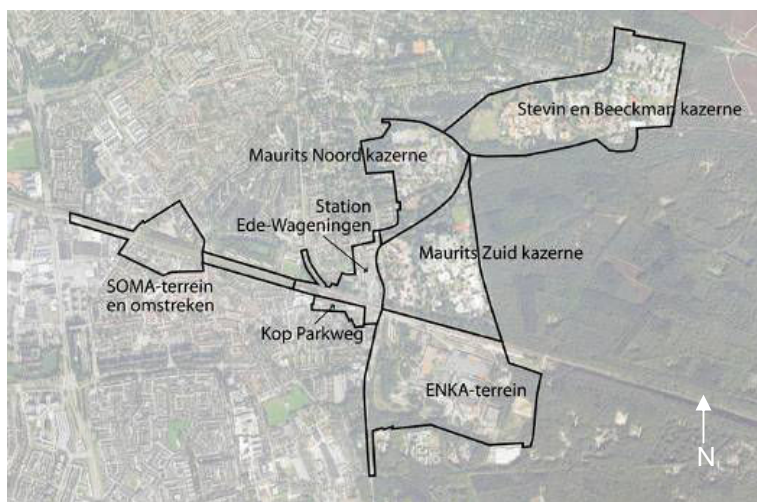 Stevin en Beeckman kazerne
Maurits Noord kazerne
Station
Ede-Wageningen
Maurits Zuid kazerne
SOMA-terrein
en omstreken
Kop Parkweg
ENKA-terrein
N